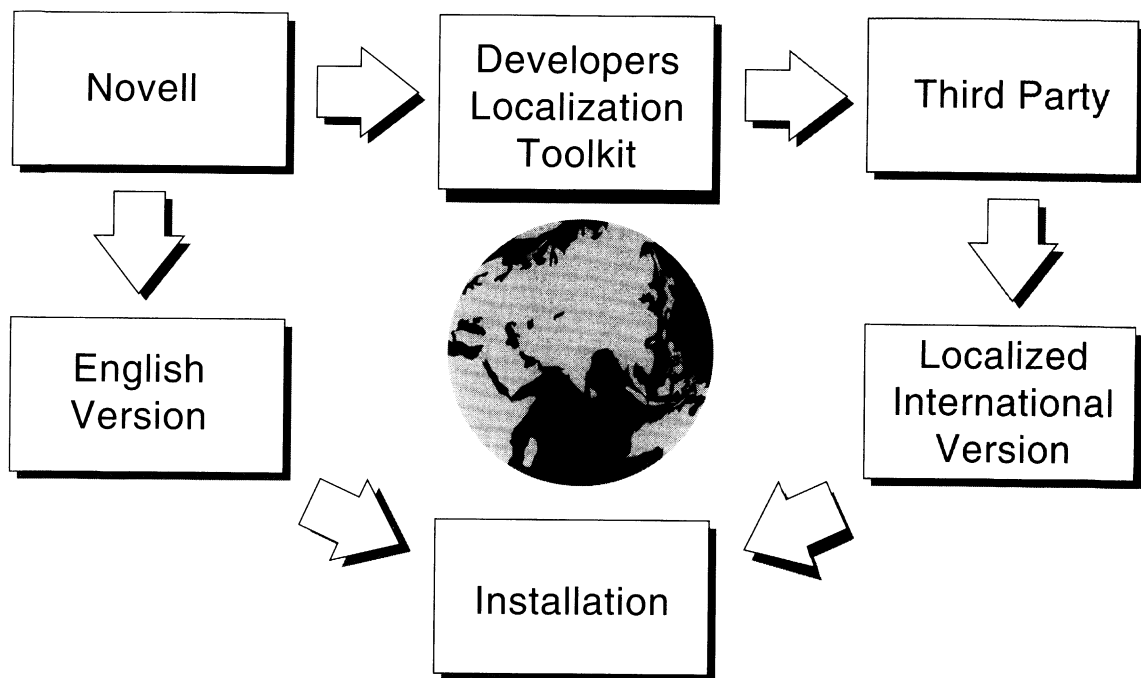 Novell
Developers
Localization
Toolkit
Third Party
English
Version
Localized
International
Version
Installation